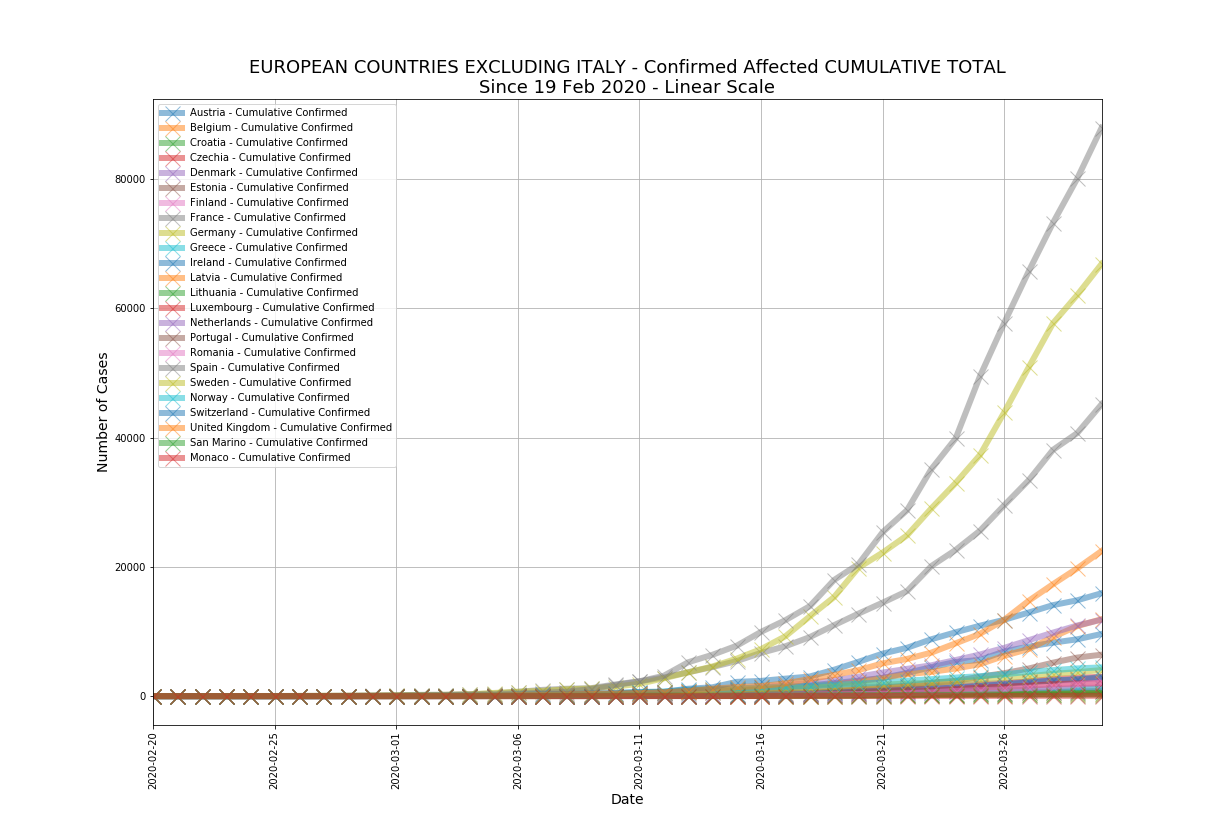 EUROPEAN COUNTRIES EXCLUDING ITALY - Confirmed Affected CUMULATIVE TOTAL
Since 19 Feb 2020 - Linear Scale
Austria - Cumulative Confirmed
Belgium - Cumulative Confirmed
Croatia - Cumulative Confirmed
Czechia - Cumulative Confirmed
Denmark - Cumulative Confirmed
Estonia - Cumulative Confirmed
Finland - Cumulative Confirmed
France - Cumulative Confirmed
Germany - Cumulative Confirmed
Greece - Cumulative Confirmed
Ireland - Cumulative Confirmed
Latvia - Cumulative Confirmed
Lithuania - Cumulative Confirmed
Luxembourg - Cumulative Confirmed
Netherlands - Cumulative Confirmed
Portugal - Cumulative Confirmed
Romania - Cumulative Confirmed
Spain - Cumulative Confirmed
Sweden - Cumulative Confirmed
Norway - Cumulative Confirmed
Switzerland - Cumulative Confirmed
United Kingdom - Cumulative Confirmed
San Marino - Cumulative Confirmed
Monaco - Cumulative Confirmed
Number of Cases
80000
60000
40000
20000
0
2020-02-20
2020-02-25
2020-03-01
2020-03-06
2020-03-11
2020-03-16
2020-03-21
2020-03-26
Date